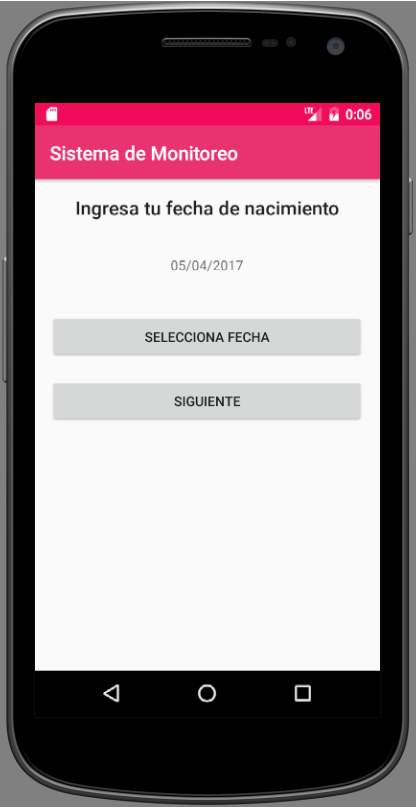 LTE 0:06
Sistema de Monitoreo
Ingresa tu fecha de nacimiento
05/04/2017
SELECCIONA FECHA
SIGUIENTE